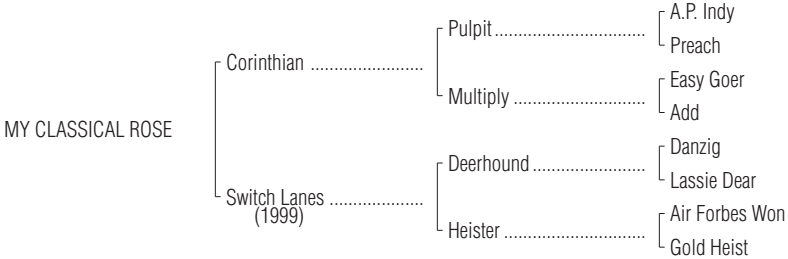 A.P. Indy
Pulpit..............................
Preach
Corinthian .......................
Easy Goer
Multiply ..........................
Add
MY CLASSICAL ROSE
Danzig
Deerhound ......................
Lassie Dear
Switch Lanes ...................
(1999)
Air Forbes Won
Heister ............................
Gold Heist